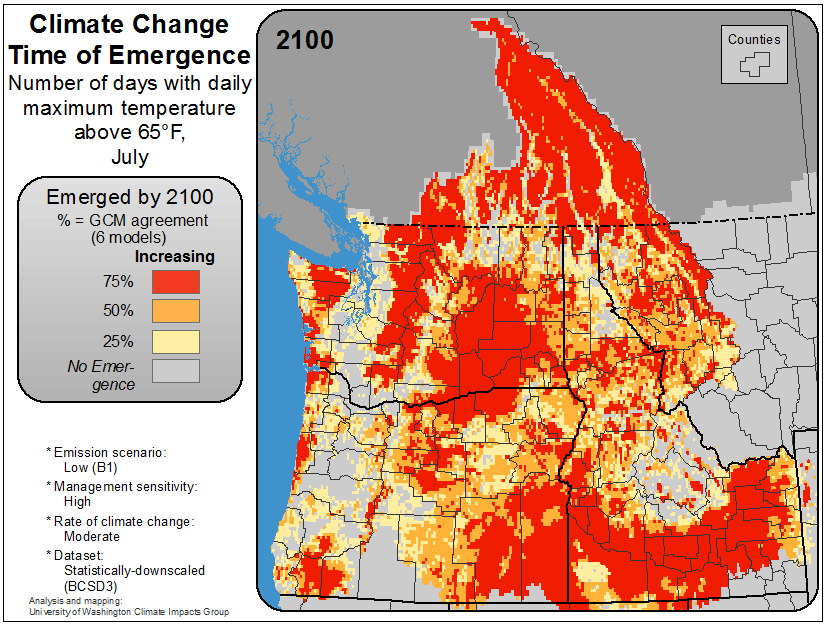 Climate Change
Time of Emergence
Number of days with daily
maximum temperature
above 65°F,
July
Emerged by 2100
% = GCM agreement
(6 models)
Increasing
75%
50%
25%
No Emer-
gence
* Emission scenario:
Low (B1)
* Management sensitivity:
High
* Rate of climate change:
Moderate
* Dataset:
Statistically-downscaled
(BCSD3)
Analysis and mapping:
University of Washington Climate Impacts Group
2100
Counties